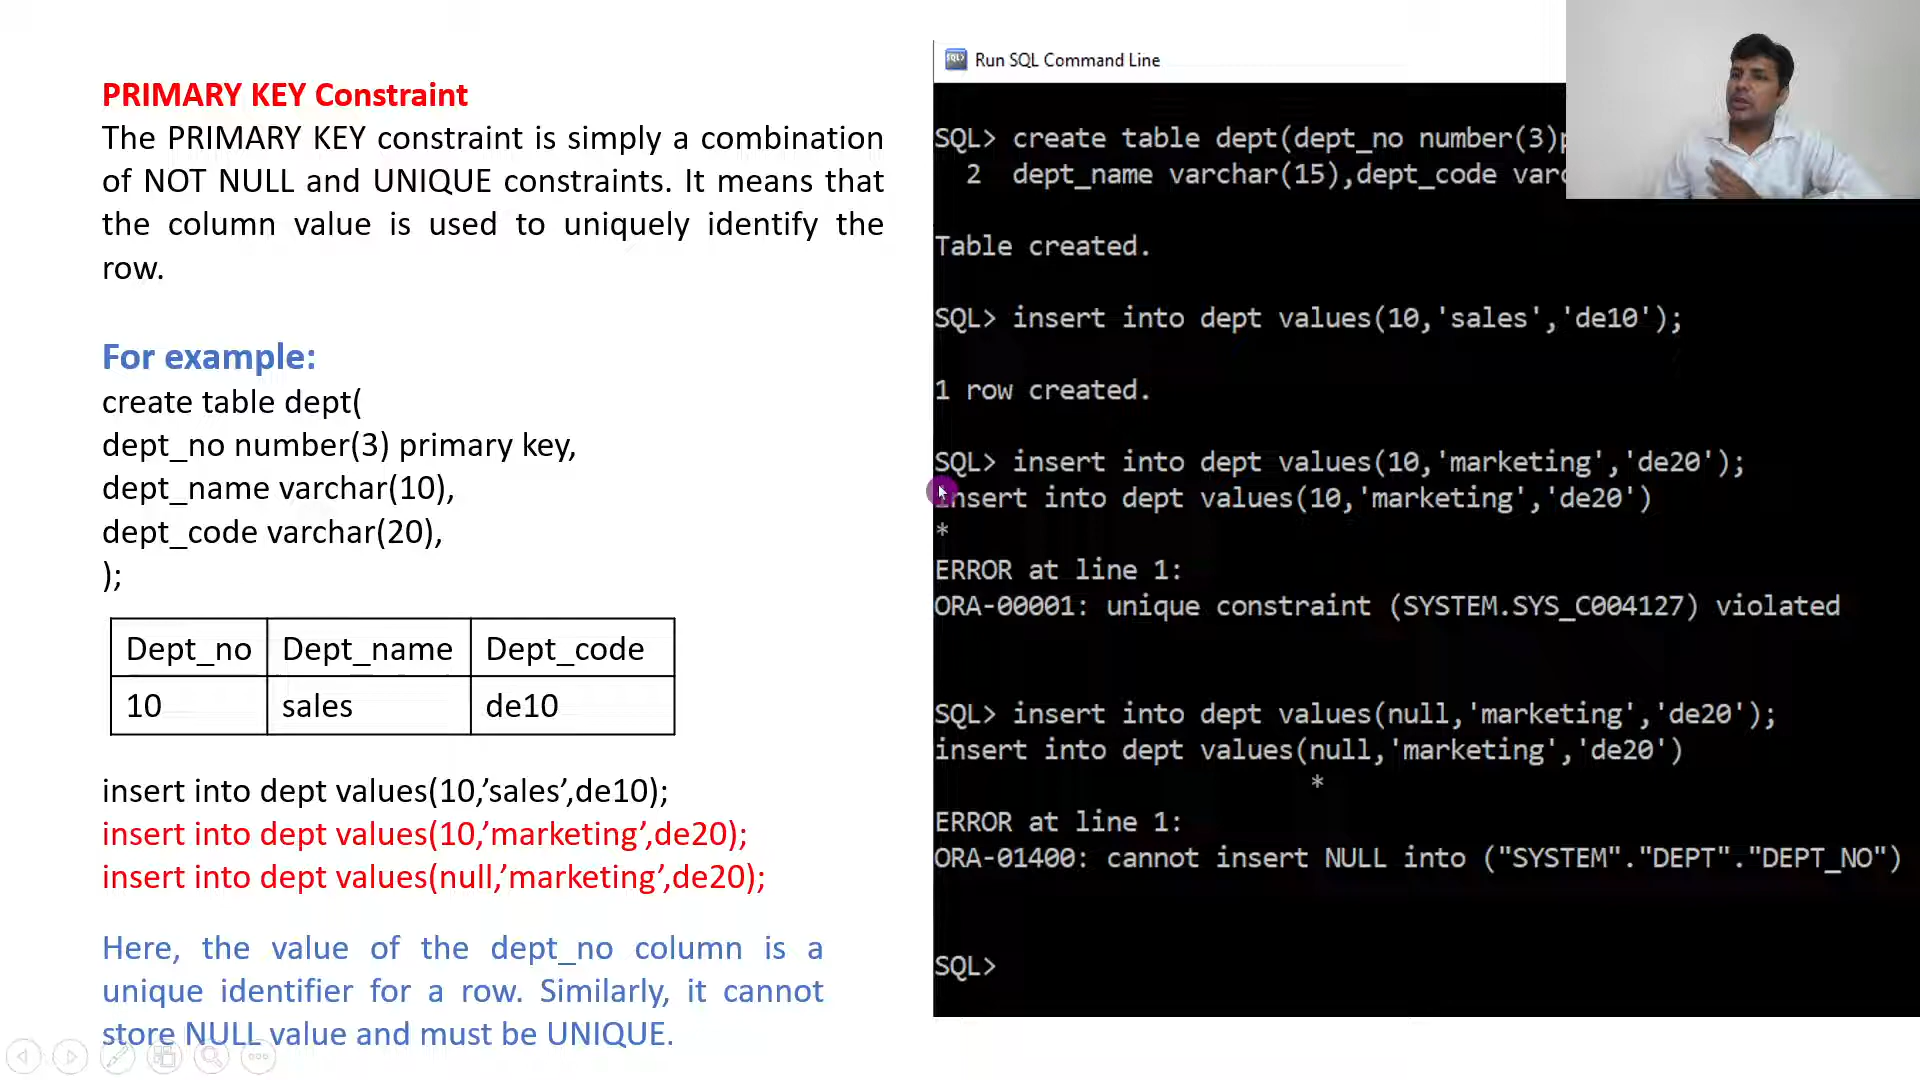 PRIMARY KEY Constraint
The PRIMARY KEY constraint is simply a combination
of NOT NULL and UNIQUE constraints. It means that
the column value is used to uniquely identify the
row.
For example:
create table dept(
dept_no number(3) primary key,
dept_name varchar(10),
dept_code varchar(20),
);
Dept_no Dept_name Dept_code
10 sales de10
insert into dept values(10,’sales’,de10);
insert into dept values(10,’marketing’,de20);
insert into dept values(null,’marketing’,de20);
Here, the value of the dept_no column is a
unique identifier for a row. Similarly, it cannot
store NULL value and must be UNIQUE.
Run SQL Command Line
SQL> create table dept(dept_no number(3)
2 dept_name varchar(15),dept_code
Table created.
SQL> insert into dept values(10,'sales','de10');
1 row created.
SQL> insert into dept values(10,'marketing','de20');
insert into dept values(10,'marketing','de20')
*
ERROR at line 1:
ORA-00001: unique constraint (SYSTEM.SYS_C004127) violated
SQL> insert into dept values(null,'marketing','de20');
insert into dept values(null,'marketing','de20')
*
ERROR at line 1:
ORA-01400: cannot insert NULL into ("SYSTEM"."DEPT"."DEPT_NO")
SQL>